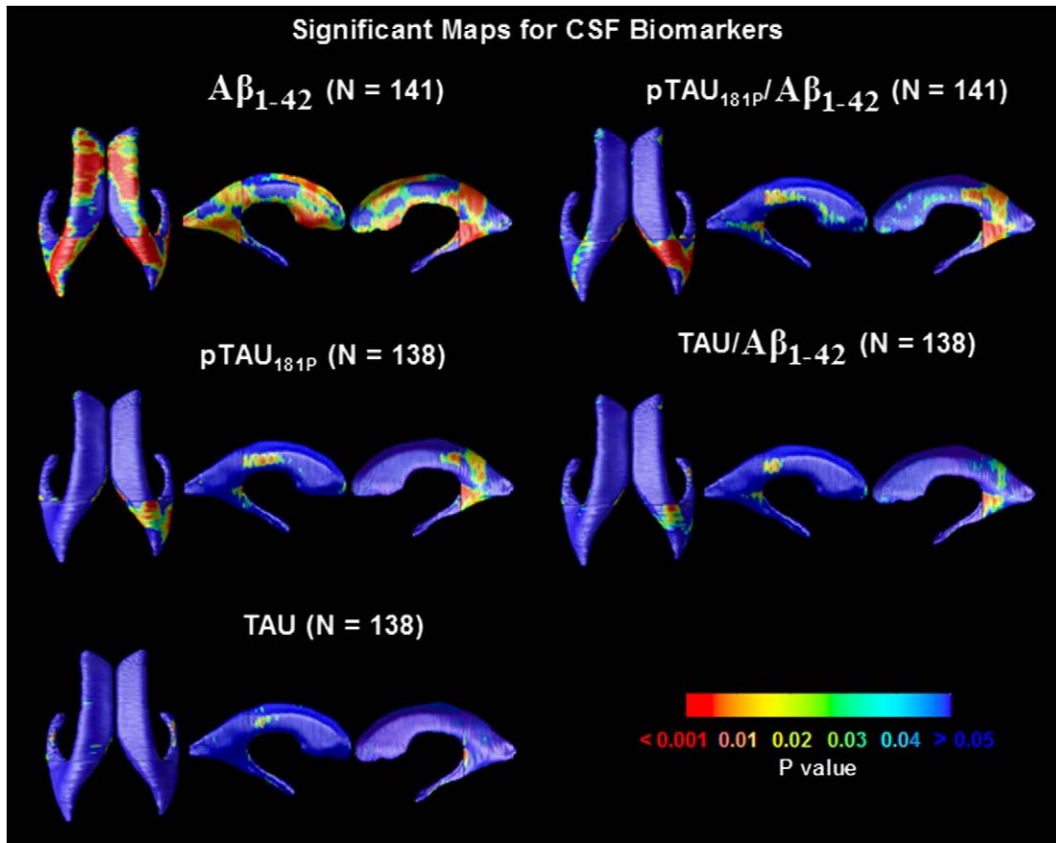 Significant Maps for CSF Biomarkers
Aβ₁₋₄₂ (N = 141)
pTAU₁₈₁P/Aβ₁₋₄₂ (N = 141)
pTAU₁₈₁P (N = 138)
TAU/Aβ₁₋₄₂ (N = 138)
TAU (N = 138)
< 0.001 0.01 0.02 0.03 0.04 > 0.05
P value